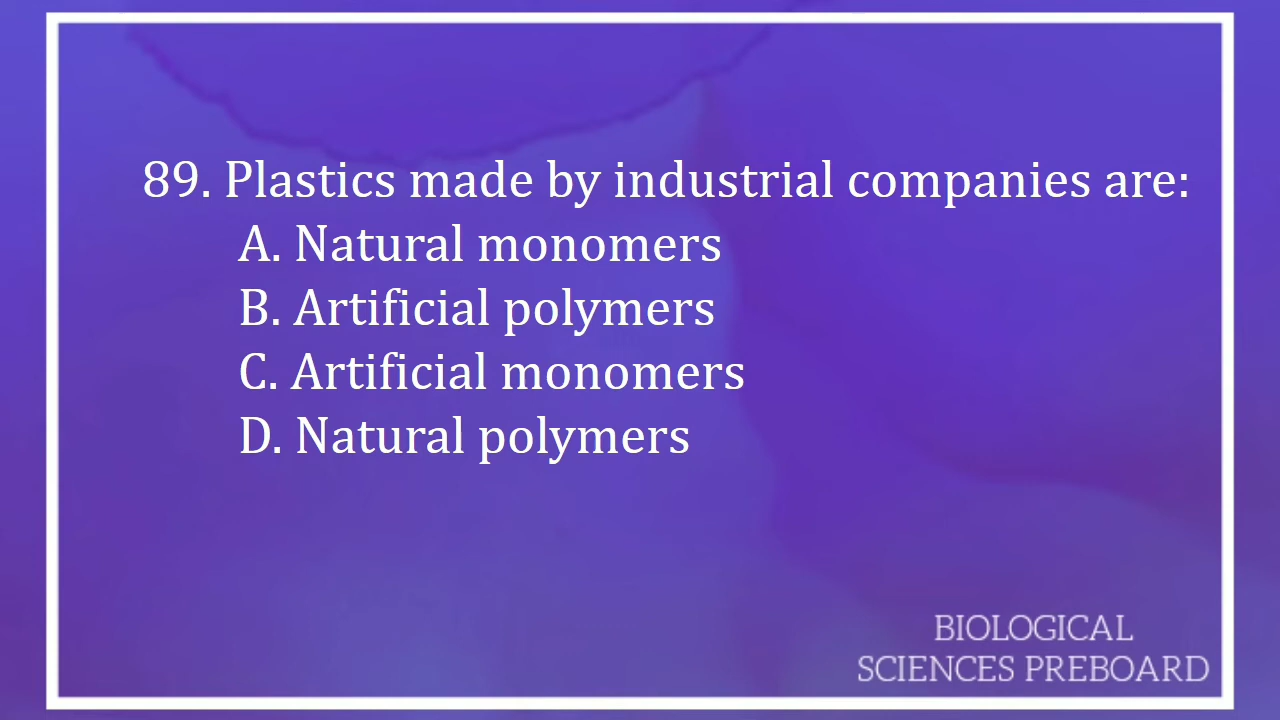 89. Plastics made by industrial companies are:
A. Natural monomers
B. Artificial polymers
C. Artificial monomers
D. Natural polymers
BIOLOGICAL
SCIENCES PREBOARD